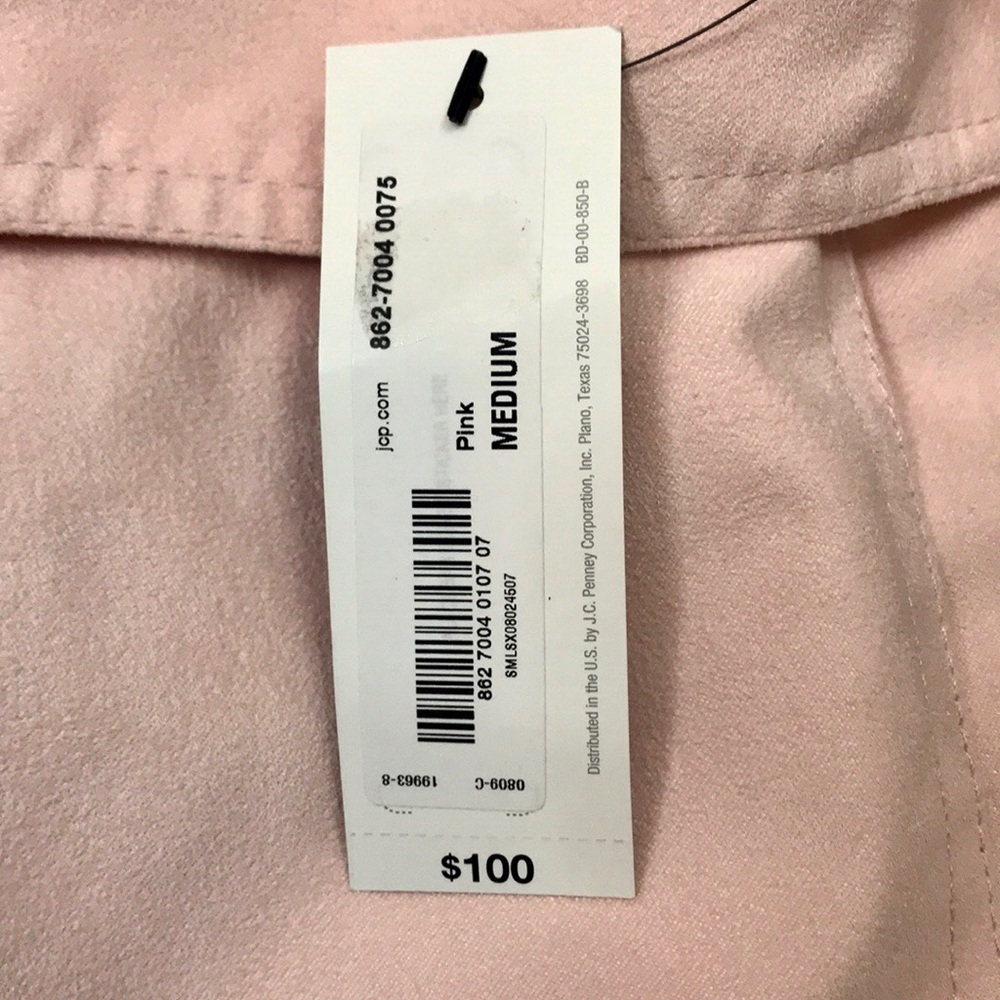 jcp.com 862-7004 0075
Pink
MEDIUM
862 7004 0107 07
SMLSX08024507
19963-8
0809-C
Distributed in the U.S. by J.C. Penney Corporation, Inc. Plano, Texas 75024-3698 BD-00-850-B
$100